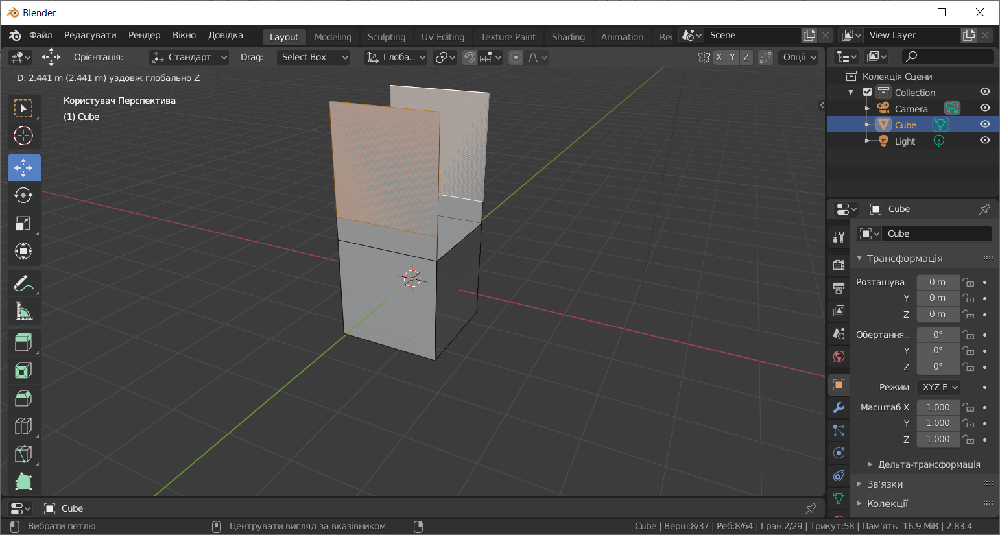 Blender
Файл Редагувати Рендер Вікно Довідка Layout Modeling Sculpting UV Editing Texture Paint Shading Animation Re Scene View Layer
Орієнтація: Стандарт Drag: Select Box Глоба... X Y Z Опції
D: 2.441 m (2.441 m) уздовж глобально Z
Користувач Перспектива
(1) Cube
Колекція Сцени
Collection
Camera
Cube
Light
Cube
Cube
Трансформація
Розташува 0 m
Y 0 m
Z 0 m
Обертання... 0°
Y 0°
Z 0°
Режим XYZ E
Масштаб X 1.000
Y 1.000
Z 1.000
Дельта-трансформація
Зв'язки
Колекції
Cube
Вибрати петлю Центрувати вигляд за вказівником Cube | Верш:8/37 | Реб:8/64 | Гран:2/29 | Трикут:58 | Пам'ять: 16.9 MiB | 2.83.4